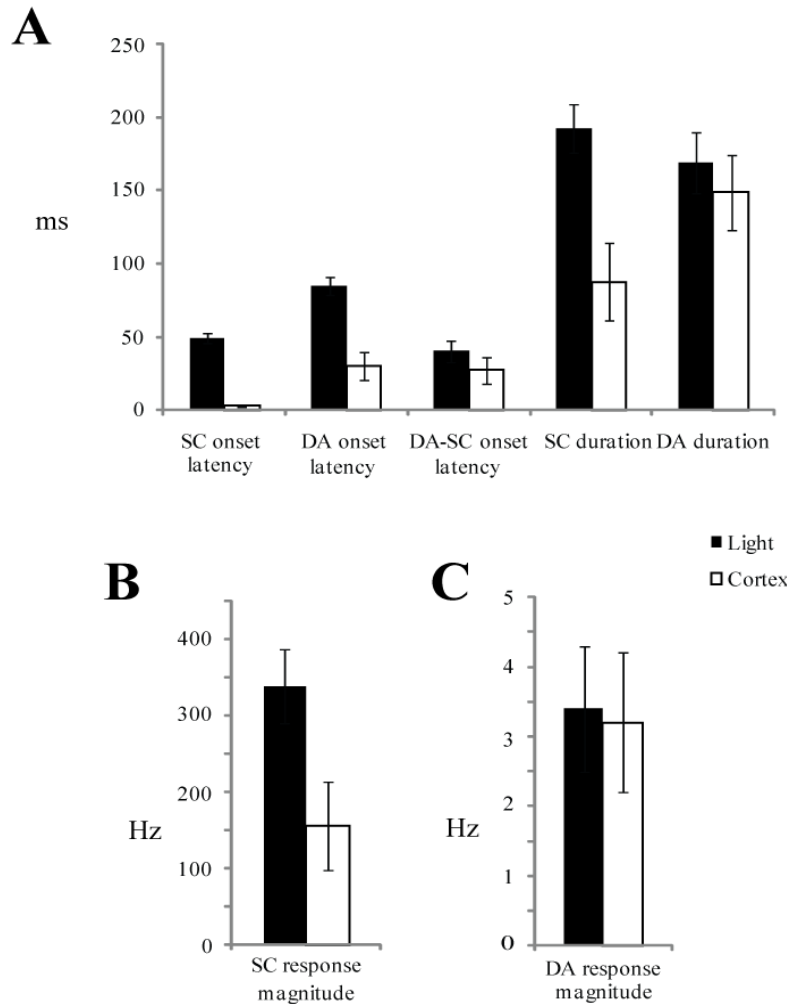 A
250
200
150
100
50
0
ms
SC onset
latency
DA onset
latency
DA-SC onset
latency
SC duration
DA duration
Light
Cortex
B
400
300
200
100
0
Hz
SC response
magnitude
C
5
4
3
2
1
0
Hz
DA response
magnitude